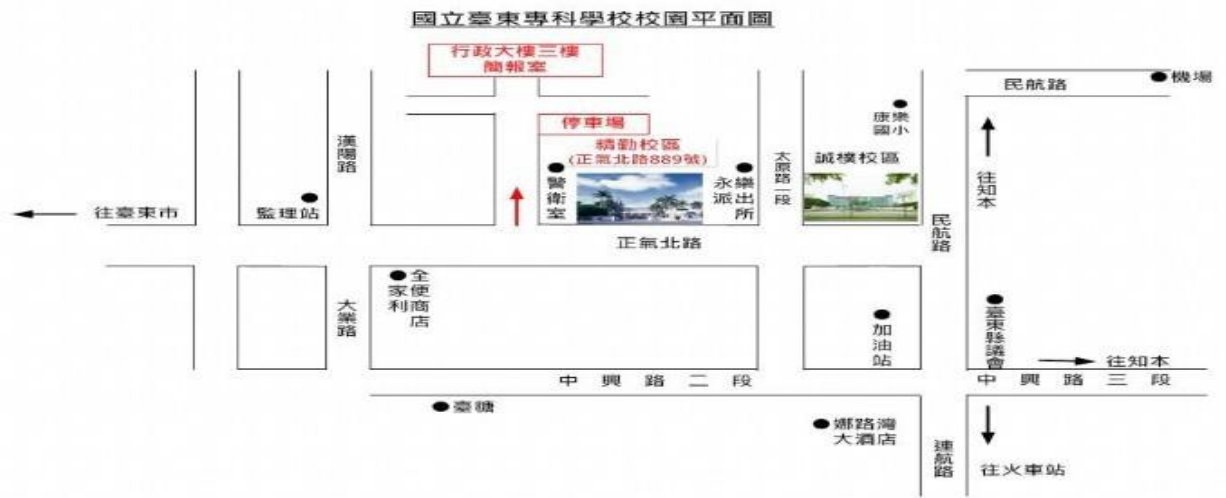 國立臺東專科學校校園平面圖
行政大樓三樓
簡報室
機場
民航路
停車場
康樂
國小
漢陽路
精勤校區
(正氣北路889號)
太原路一段
誠樸校區
警衛室
永樂
派出所
往知本
往臺東市
監理站
正氣北路
民航路
全家
便利
商店
大業路
加油站
臺東縣議會
往知本
中興路二段
中興路三段
臺糖
娜路灣
大酒店
連航路
往火車站